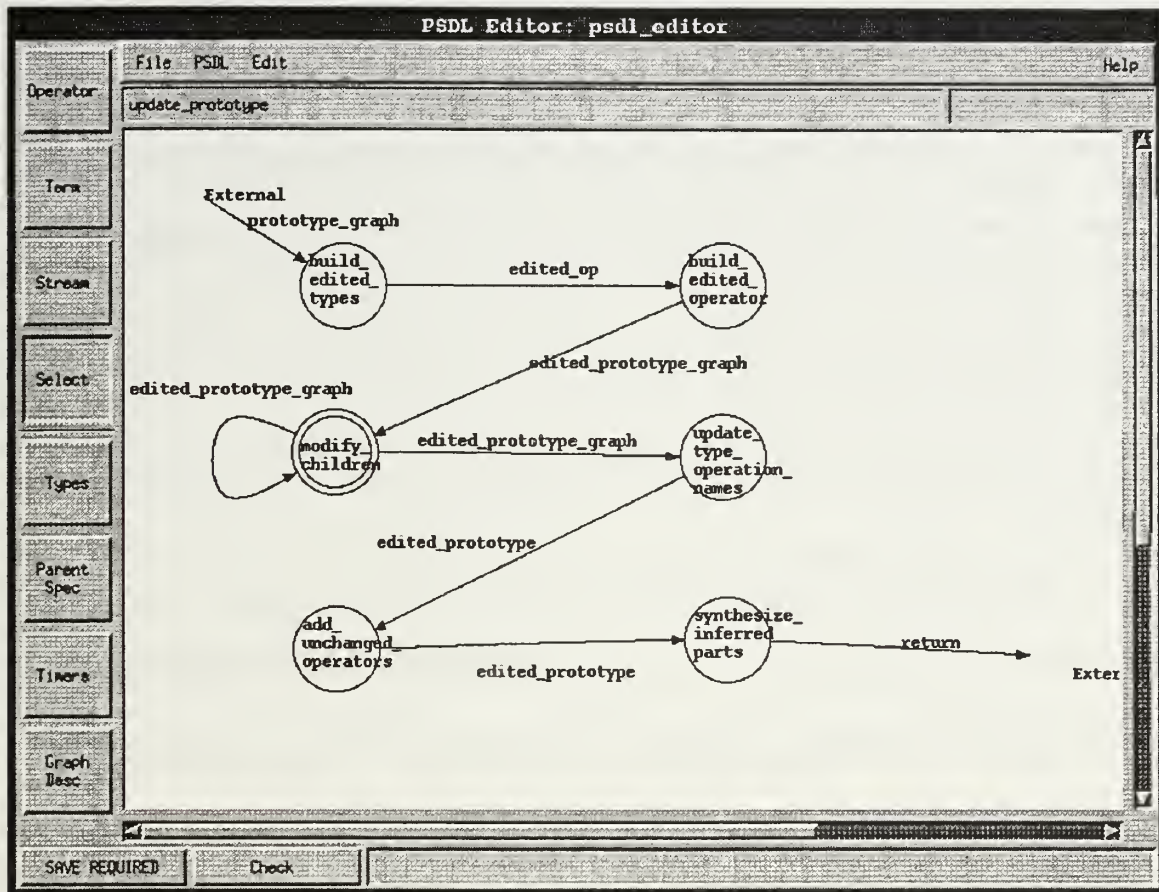 PSDL Editor: psdl_editor
File PSDL Edit Help
Operator
update_prototype
Term
Stream
Select
Types
Parent
Spec
Timers
Graph
Desc
External
prototype_graph
build_
edited_
types
edited_op
build_
edited_
operator
edited_prototype_graph
edited_prototype_graph
modify_
children
edited_prototype_graph
update_
type_
operation_
names
edited_prototype
add_
unchanged_
operators
edited_prototype
synthesize_
inferred_
parts
return
Exter
SAVE REQUIRED Check